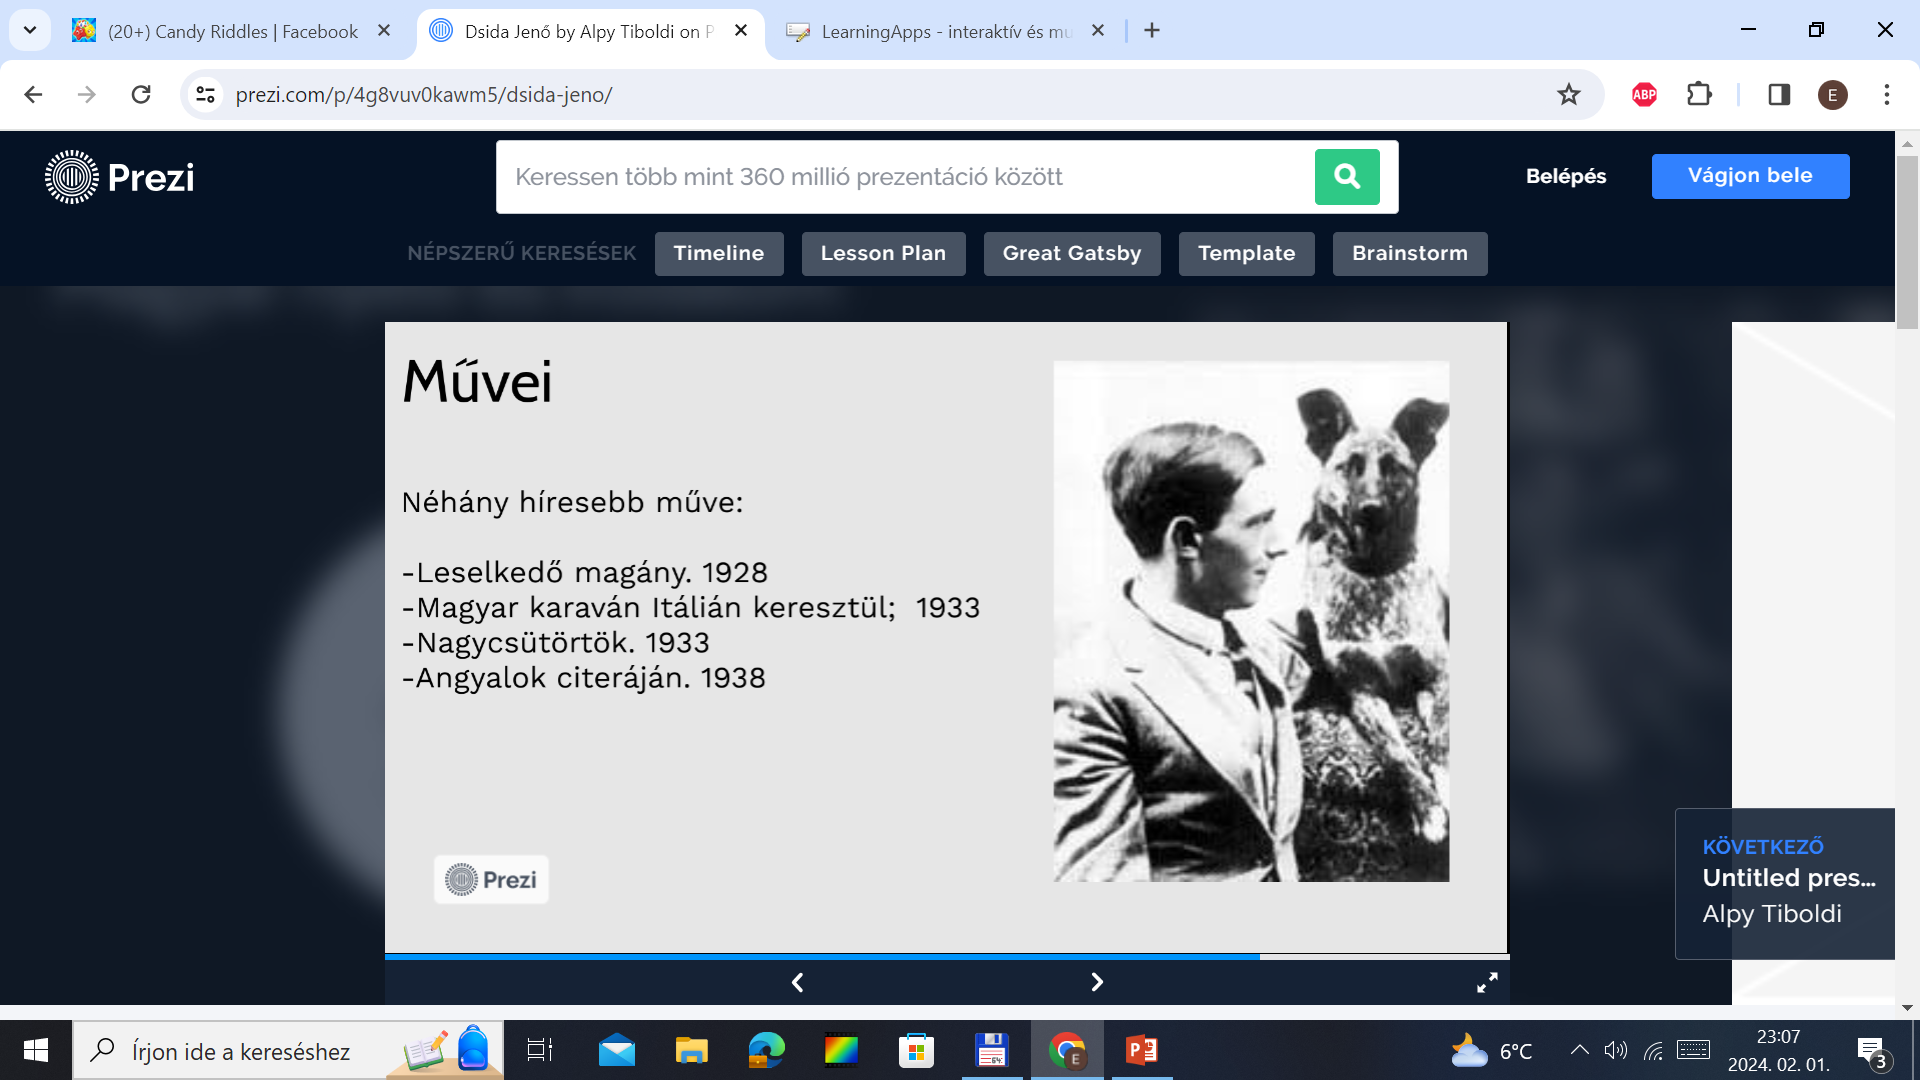 (20+) Candy Riddles | Facebook
Dsida Jenő by Alpy Tiboldi on P
LearningApps - interaktív és mu
prezi.com/p/4g8vuv0kawm5/dsida-jeno/
ABP
E
Prezi
Keressen több mint 360 millió prezentáció között
Belépés
Vágjon bele
NÉPSZERŰ KERESÉSEK
Timeline
Lesson Plan
Great Gatsby
Template
Brainstorm
Művei
Néhány híresebb műve:
-Leselkedő magány. 1928
-Magyar karaván Itálián keresztül;  1933
-Nagycsütörtök. 1933
-Angyalok citeráján. 1938
Prezi
KÖVETKEZŐ
Untitled pres...
Alpy Tiboldi
Írjon ide a kereséshez
64
E
P
6°C
23:07
2024. 02. 01.
3